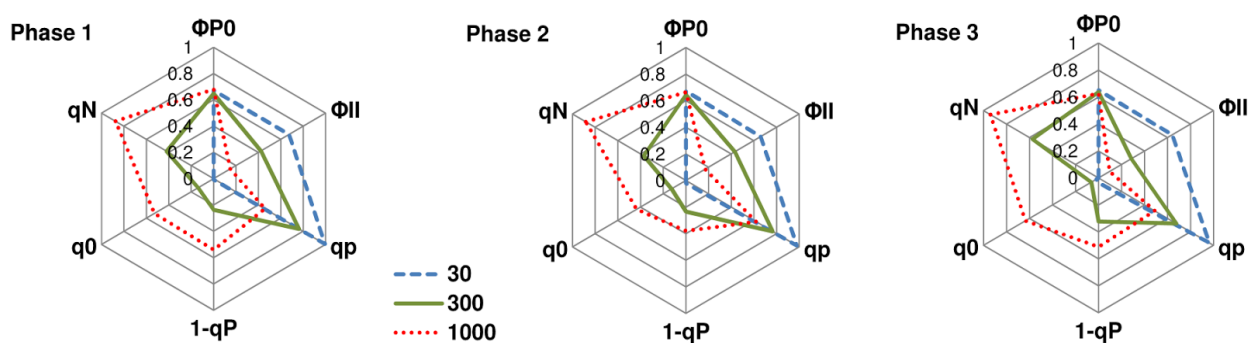 Phase 1
ΦP0
1
0.8
0.6
0.4
0.2
0
ΦII
qp
1-qP
q0
qN
30
300
1000
Phase 2
ΦP0
1
0.8
0.6
0.4
0.2
0
ΦII
qp
1-qP
q0
qN
Phase 3
ΦP0
1
0.8
0.6
0.4
0.2
0
ΦII
qp
1-qP
q0
qN